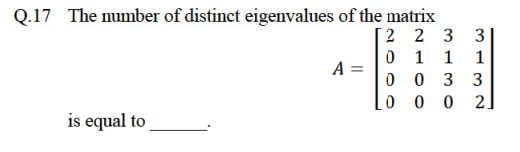 Q.17 The number of distinct eigenvalues of the matrix
A = [2 2 3 3
0 1 1 1
0 0 3 3
0 0 0 2]
is equal to ______.